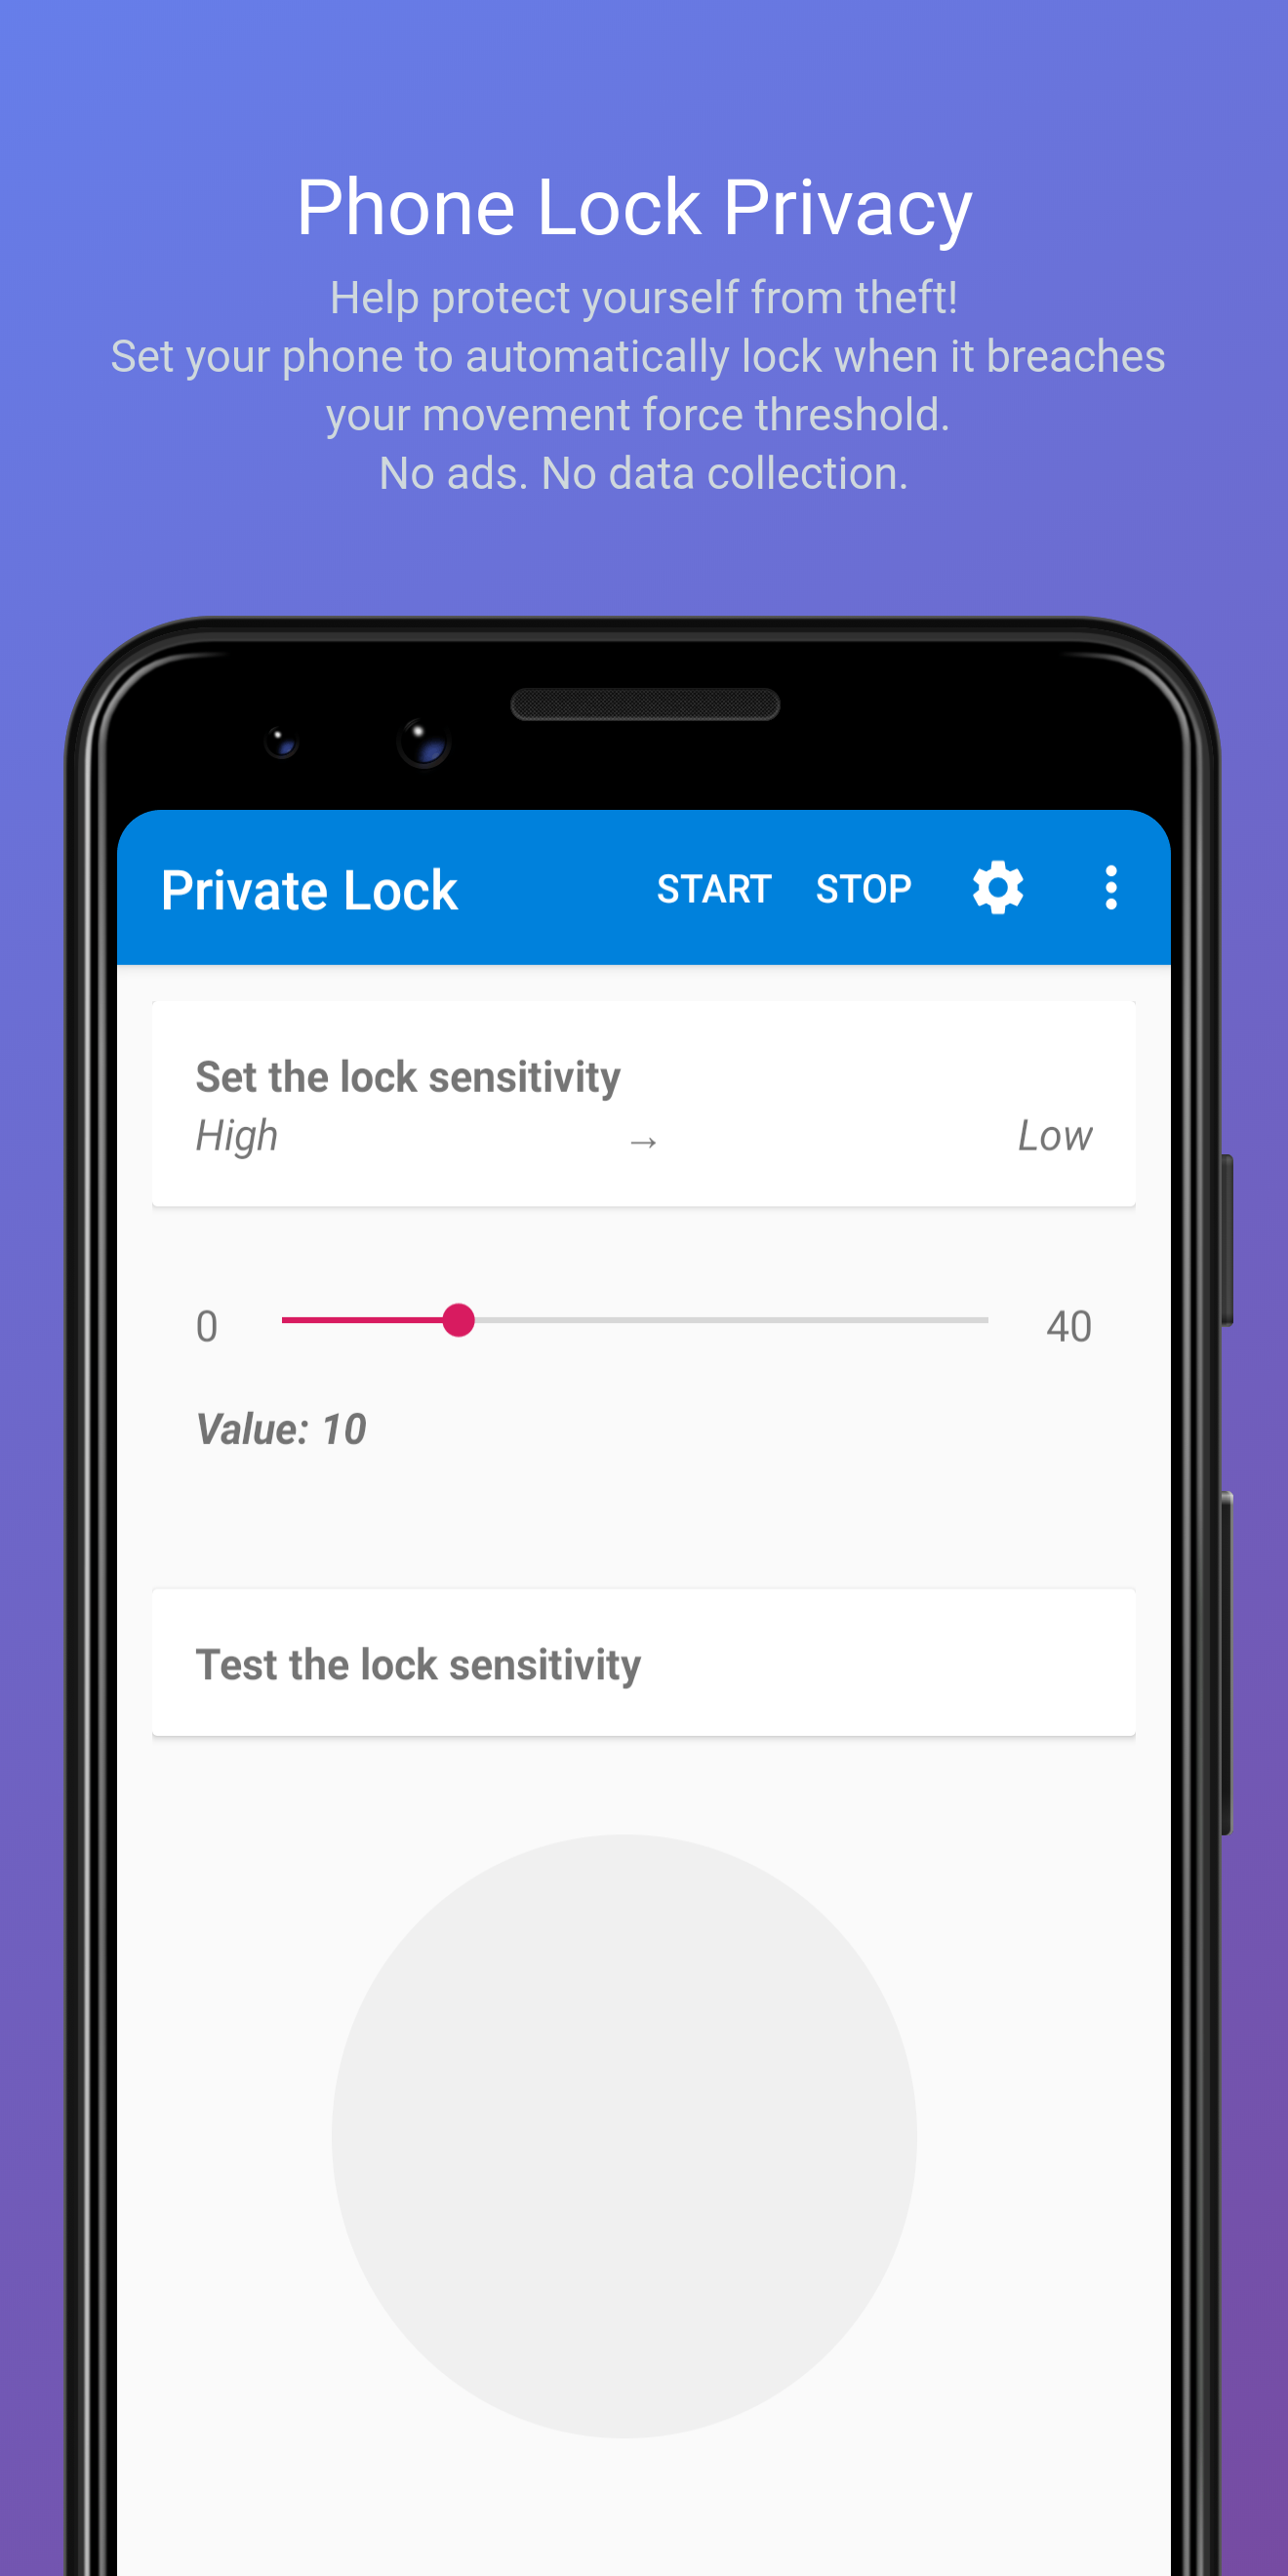 Phone Lock Privacy
Help protect yourself from theft!
Set your phone to automatically lock when it breaches
your movement force threshold.
No ads. No data collection.
Private Lock START STOP
Set the lock sensitivity
High → Low
0 40
Value: 10
Test the lock sensitivity